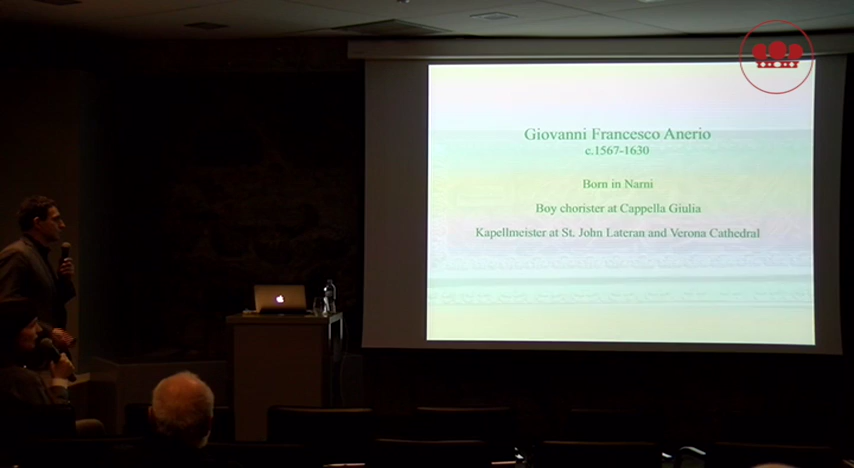 Giovanni Francesco Anerio
c.1567-1630
Born in Narni
Boy chorister at Cappella Giulia
Kapellmeister at St. John Lateran and Verona Cathedral